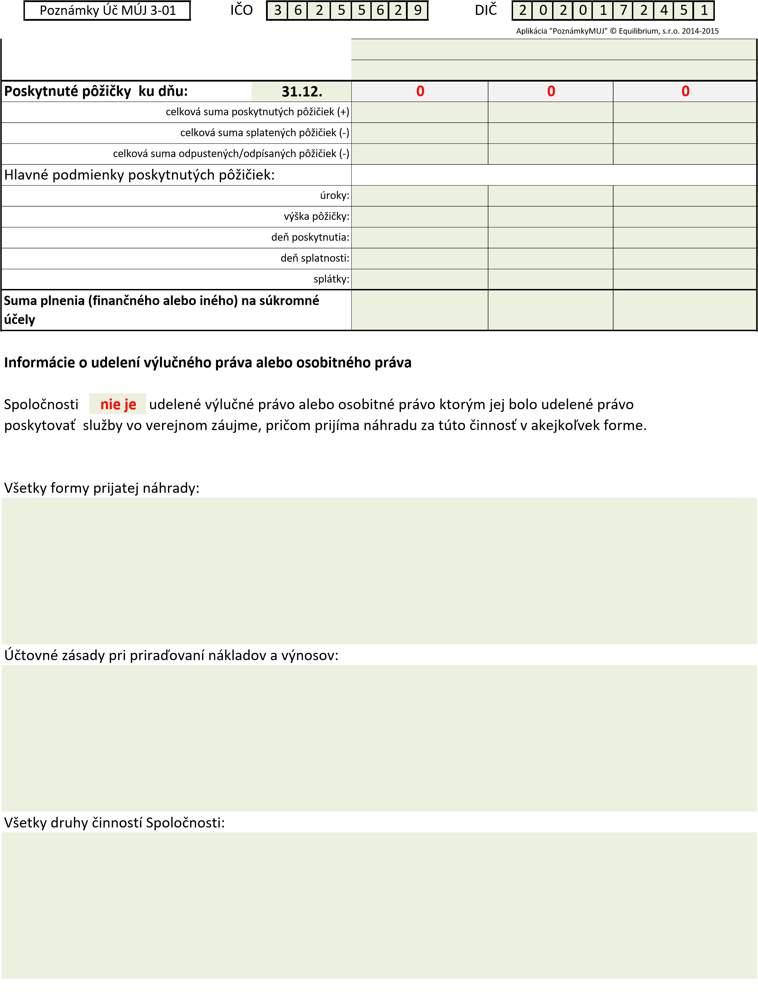 Poznámky Úč MÚJ 3-01 IČO 3 6 2 5 5 6 2 9 DIČ 2 0 2 0 1 7 2 4 5 1
Aplikácia "PoznámkyMUJ" © Equilibrium, s.r.o. 2014-2015
Poskytnuté pôžičky ku dňu: 31.12. 0 0 0
celková suma poskytnutých pôžičiek (+)
celková suma splatených pôžičiek (-)
celková suma odpustených/odpísaných pôžičiek (-)
Hlavné podmienky poskytnutých pôžičiek:
úroky:
výška pôžičky:
deň poskytnutia:
deň splatnosti:
splátky:
Suma plnenia (finančného alebo iného) na súkromné
účely
Informácie o udelení výlučného práva alebo osobitného práva
Spoločnosti nie je udelené výlučné právo alebo osobitné právo ktorým jej bolo udelené právo
poskytovať služby vo verejnom záujme, pričom prijíma náhradu za túto činnosť v akejkoľvek forme.
Všetky formy prijatej náhrady:
Účtovné zásady pri priraďovaní nákladov a výnosov:
Všetky druhy činností Spoločnosti: